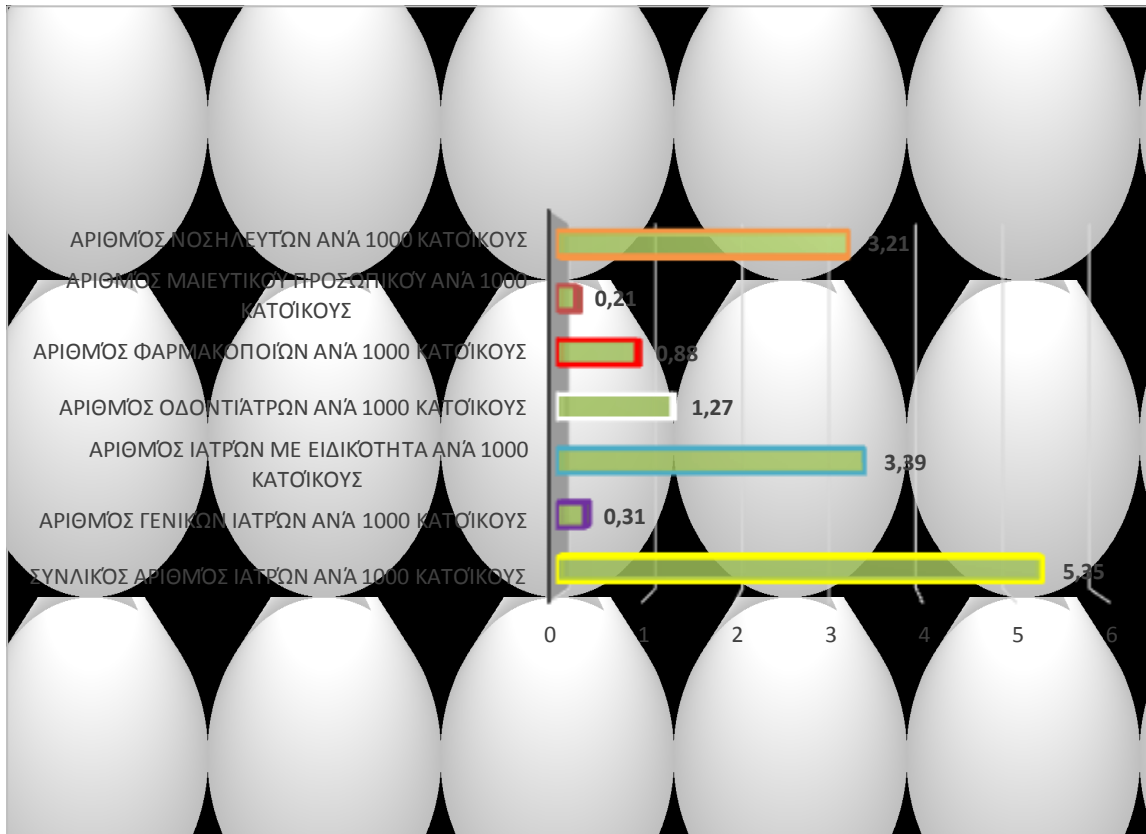 ΑΡΙΘΜΌΣ ΝΟΣΗΛΕΥΤΏΝ ΑΝΆ 1000 ΚΑΤΟΊΚΟΥΣ
3,21
ΑΡΙΘΜΌΣ ΜΑΙΕΥΤΙΚΟΎ ΠΡΟΣΩΠΙΚΟΎ ΑΝΆ 1000
ΚΑΤΟΊΚΟΥΣ
0,21
ΑΡΙΘΜΌΣ ΦΑΡΜΑΚΟΠΟΙΏΝ ΑΝΆ 1000 ΚΑΤΟΊΚΟΥΣ
0,88
ΑΡΙΘΜΌΣ ΟΔΟΝΤΙΆΤΡΩΝ ΑΝΆ 1000 ΚΑΤΟΊΚΟΥΣ
1,27
ΑΡΙΘΜΌΣ ΙΑΤΡΏΝ ΜΕ ΕΙΔΙΚΌΤΗΤΑ ΑΝΆ 1000
ΚΑΤΟΊΚΟΥΣ
3,39
ΑΡΙΘΜΌΣ ΓΕΝΙΚΏΝ ΙΑΤΡΏΝ ΑΝΆ 1000 ΚΑΤΟΊΚΟΥΣ
0,31
ΣΥΝΛΙΚΌΣ ΑΡΙΘΜΌΣ ΙΑΤΡΏΝ ΑΝΆ 1000 ΚΑΤΟΊΚΟΥΣ
5,35
0 1 2 3 4 5 6